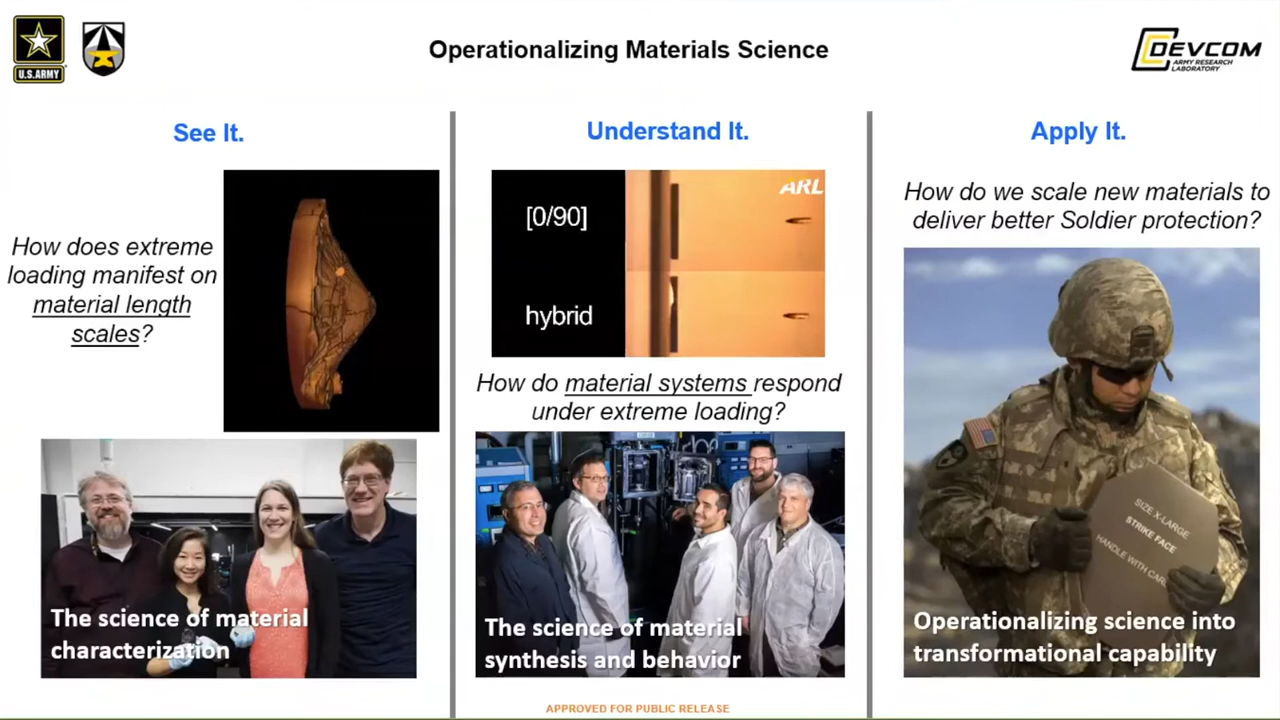 U.S.ARMY
Operationalizing Materials Science
DEVCOM
ARMY RESEARCH
LABORATORY
See It.
How does extreme
loading manifest on
material length
scales?
The science of material
characterization
Understand It.
[0/90]
hybrid
ARL
How do material systems respond
under extreme loading?
The science of material
synthesis and behavior
Apply It.
How do we scale new materials to
deliver better Soldier protection?
SIZE X-LARGE
STRIKE FACE
HANDLE WITH CAR
Operationalizing science into
transformational capability
APPROVED FOR PUBLIC RELEASE